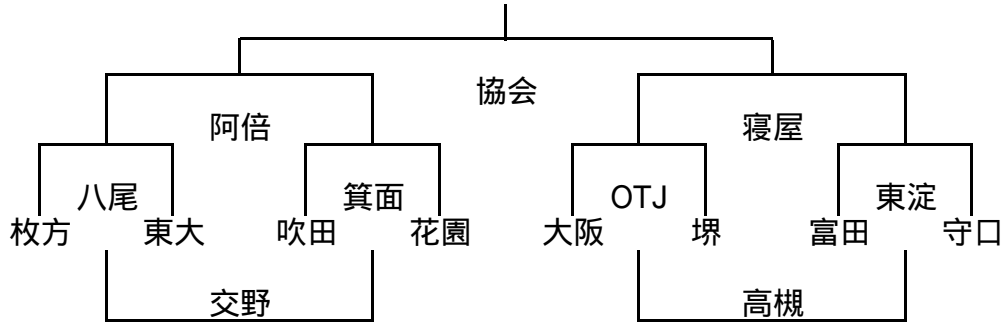 協会
阿倍 寝屋
八尾 箕面 OTJ 東淀
枚方 東大 吹田 花園 大阪 堺 富田 守口
交野 高槻